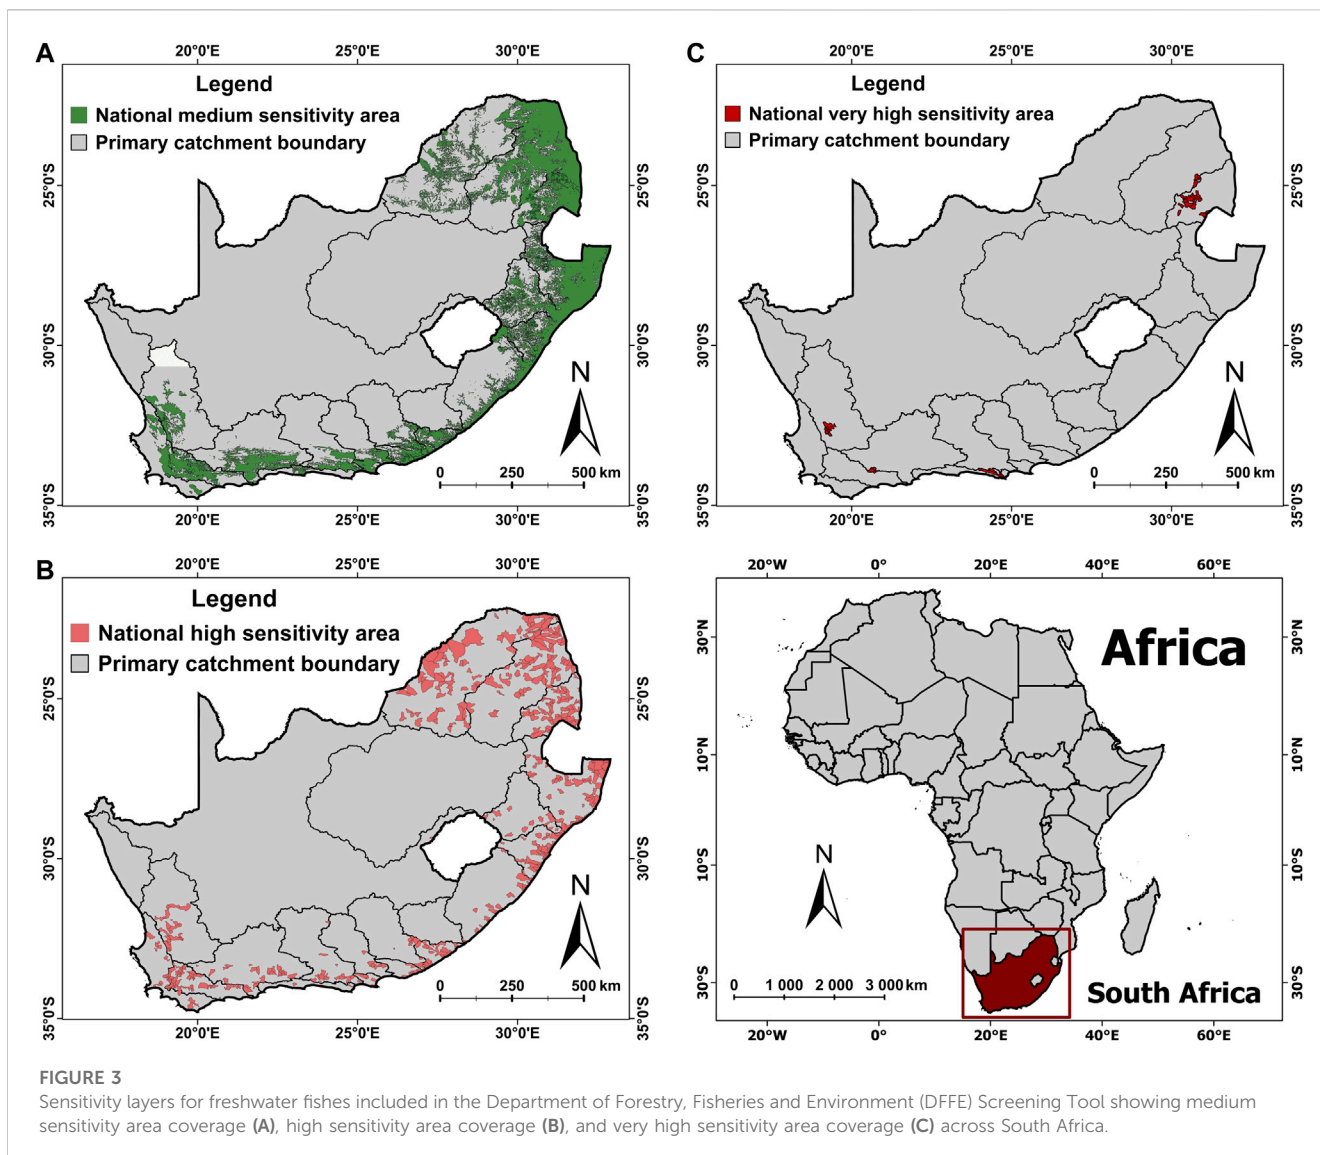 A
20°0'E 25°0'E 30°0'E
Legend
National medium sensitivity area
Primary catchment boundary
25°0'S 25°0'S
30°0'S 30°0'S
35°0'S 35°0'S
N
0 250 500 km
20°0'E 25°0'E 30°0'E
B
20°0'E 25°0'E 30°0'E
Legend
National high sensitivity area
Primary catchment boundary
25°0'S 25°0'S
30°0'S 30°0'S
35°0'S 35°0'S
N
0 250 500 km
20°0'E 25°0'E 30°0'E
C
20°0'E 25°0'E 30°0'E
Legend
National very high sensitivity area
Primary catchment boundary
25°0'S 25°0'S
30°0'S 30°0'S
35°0'S 35°0'S
N
0 250 500 km
20°0'E 25°0'E 30°0'E
20°W 0° 20°E 40°E 60°E
Africa
30°N 30°N
10°N 10°N
10°S 10°S
30°S 30°S
N
0 1 000 2 000 3 000 km
South Africa
20°W 0° 20°E 40°E 60°E
FIGURE 3
Sensitivity layers for freshwater fishes included in the Department of Forestry, Fisheries and Environment (DFFE) Screening Tool showing medium
sensitivity area coverage (A), high sensitivity area coverage (B), and very high sensitivity area coverage (C) across South Africa.